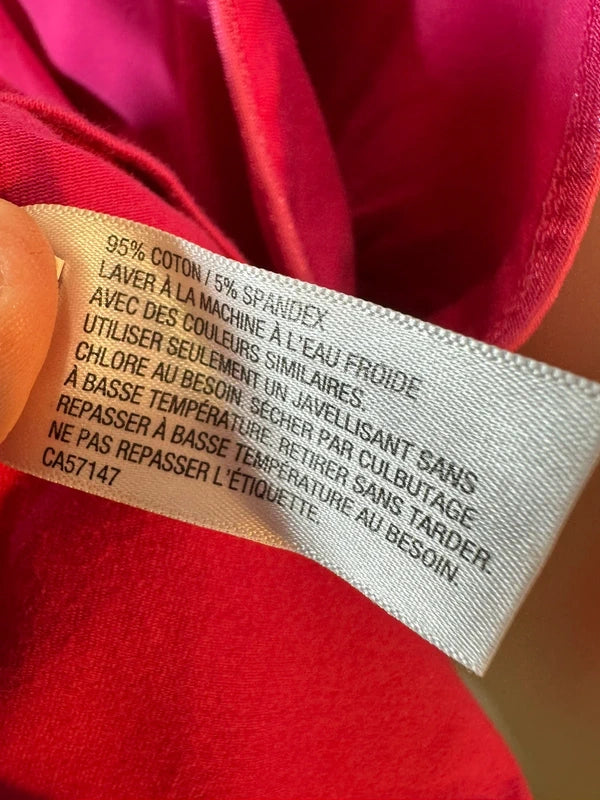 95% COTON / 5% SPANDEX
LAVER À LA MACHINE À L'EAU FROIDE
AVEC DES COULEURS SIMILAIRES.
UTILISER SEULEMENT UN JAVELLISANT SANS
CHLORE AU BESOIN. SÉCHER PAR CULBUTAGE
À BASSE TEMPÉRATURE. RETIRER SANS TARDER.
REPASSER À BASSE TEMPÉRATURE AU BESOIN.
NE PAS REPASSER L'ÉTIQUETTE.
CA57147